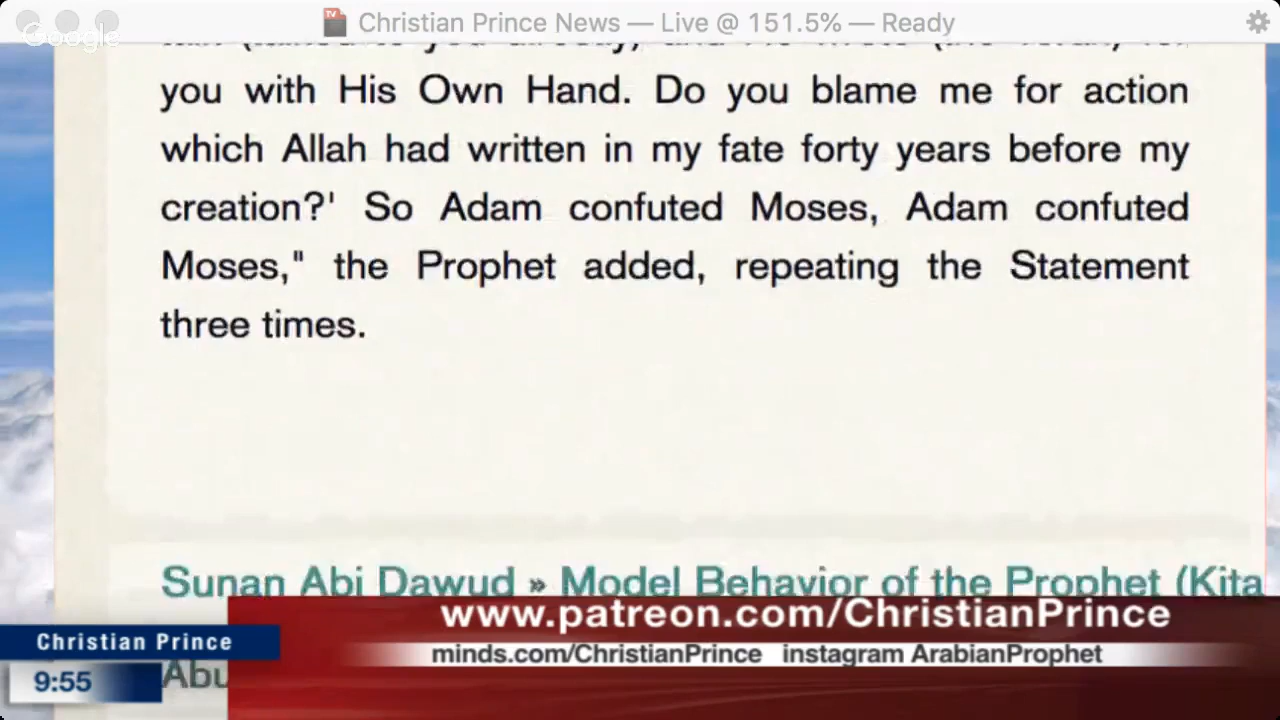 Google
Christian Prince News — Live @ 151.5% — Ready
you with His Own Hand. Do you blame me for action
which Allah had written in my fate forty years before my
creation?' So Adam confuted Moses, Adam confuted
Moses," the Prophet added, repeating the Statement
three times.
Sunan Abi Dawud » Model Behavior of the Prophet (Kita
www.patreon.com/ChristianPrince
Christian Prince
minds.com/ChristianPrince instagram ArabianProphet
9:55
Abu